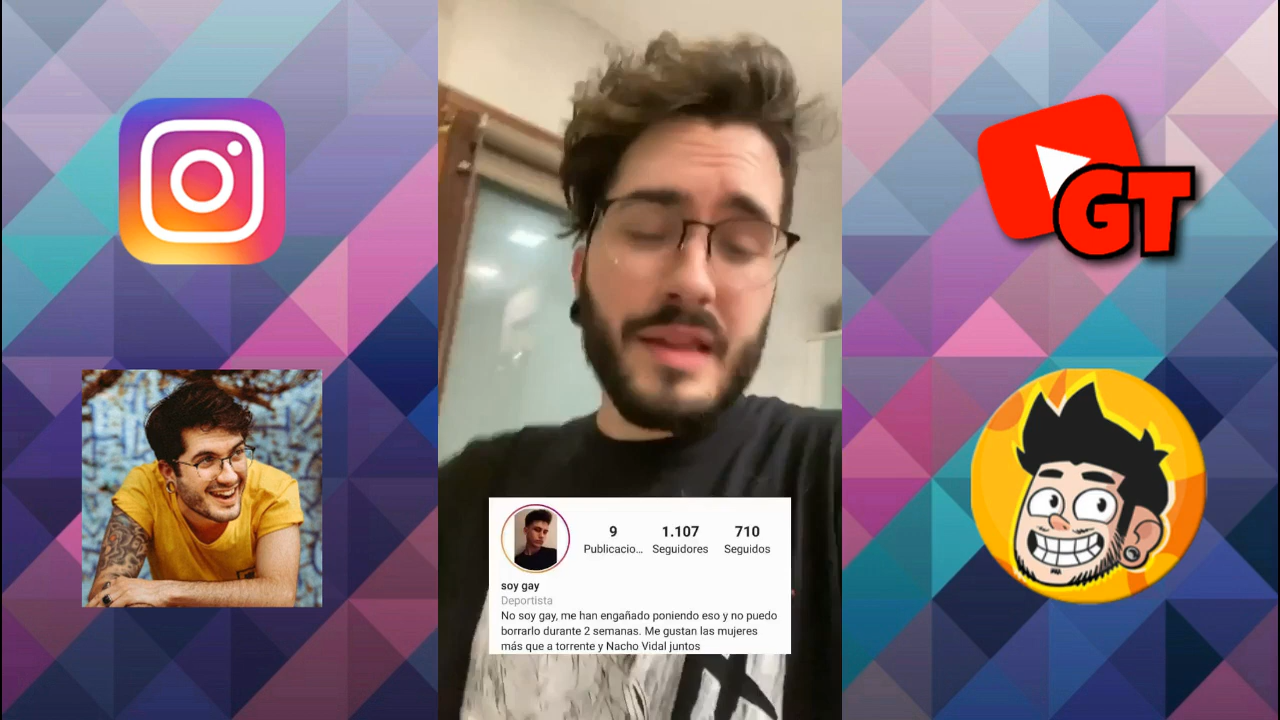 GT
9 1.107 710
Publicacio... Seguidores Seguidos
soy gay
Deportista
No soy gay, me han engañado poniendo eso y no puedo
borrarlo durante 2 semanas. Me gustan las mujeres
más que a torrente y Nacho Vidal juntos